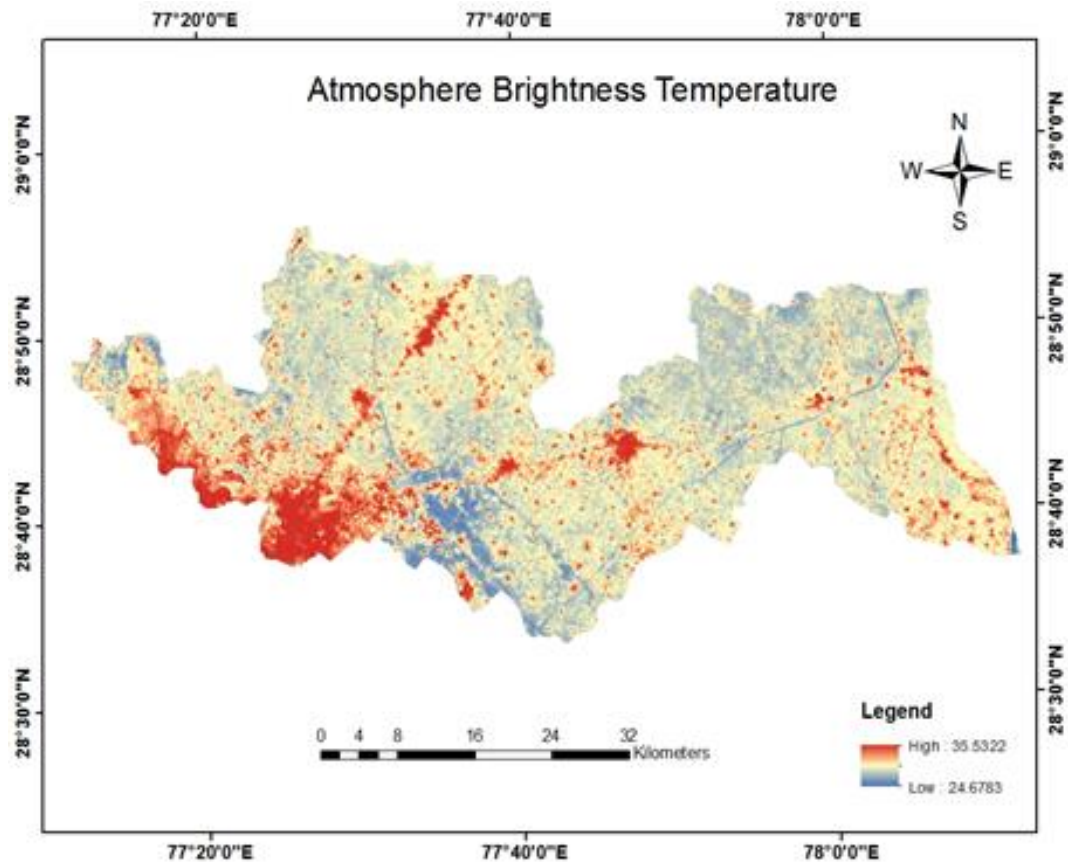 77°20'0"E 77°40'0"E 78°0'0"E
Atmosphere Brightness Temperature
N
W E
S
29°0'0"N 29°0'0"N
28°50'0"N 28°50'0"N
28°40'0"N 28°40'0"N
28°30'0"N 28°30'0"N
Legend
High : 35.5322
Low : 24.6783
0 4 8 16 24 32
Kilometers
77°20'0"E 77°40'0"E 78°0'0"E